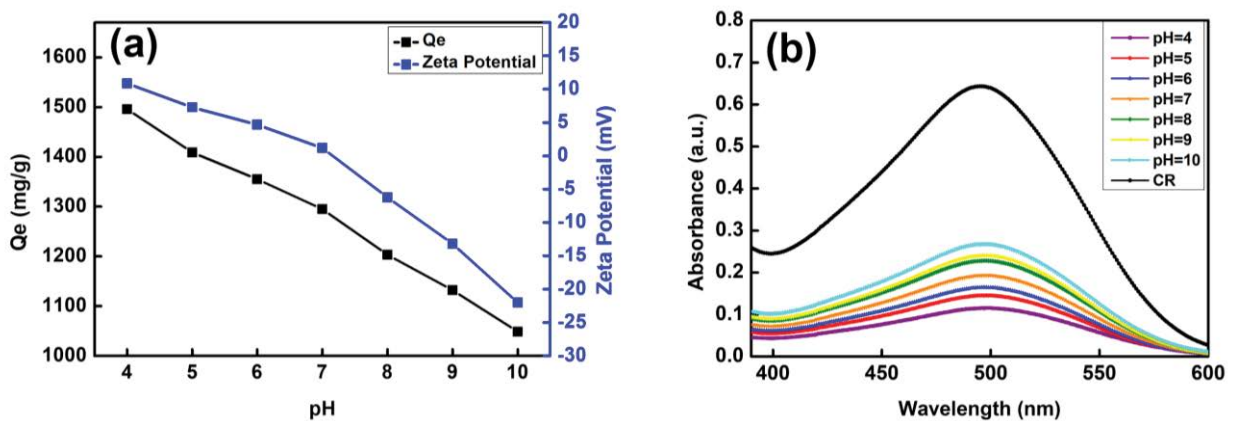 (a)
Qe
Zeta Potential
1600
1500
1400
1300
1200
1100
1000
Qe (mg/g)
20
15
10
5
0
-5
-10
-15
-20
-25
-30
Zeta Potential (mV)
4 5 6 7 8 9 10
pH
(b)
pH=4
pH=5
pH=6
pH=7
pH=8
pH=9
pH=10
CR
0.8
0.7
0.6
0.5
0.4
0.3
0.2
0.1
0.0
Absorbance (a.u.)
400 450 500 550 600
Wavelength (nm)